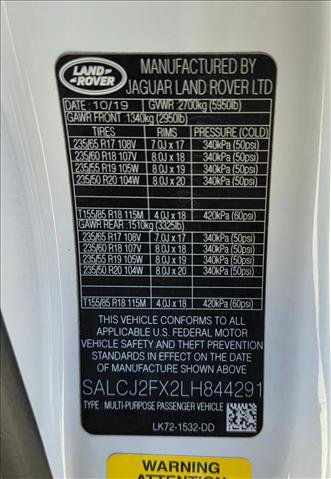 LAND
ROVER
MANUFACTURED BY
JAGUAR LAND ROVER LTD
DATE: 10/19 GVWR: 2700kg (5950lb)
GAWR FRONT: 1340kg (2950lb)
TIRES RIMS PRESSURE (COLD)
235/65 R17 108V 7.0J x 17 340kPa (50psi)
235/60 R18 107V 8.0J x 18 340kPa (50psi)
235/55 R19 105W 8.0J x 19 340kPa (50psi)
235/50 R20 104W 8.0J x 20 340kPa (50psi)
T155/85 R18 115M 4.0J x 18 420kPa (60psi)
GAWR REAR: 1510kg (3325lb)
235/65 R17 108V 7.0J x 17 340kPa (50psi)
235/60 R18 107V 8.0J x 18 340kPa (50psi)
235/55 R19 105W 8.0J x 19 340kPa (50psi)
235/50 R20 104W 8.0J x 20 340kPa (50psi)
T155/85 R18 115M 4.0J x 18 420kPa (60psi)
THIS VEHICLE CONFORMS TO ALL
APPLICABLE U.S. FEDERAL MOTOR
VEHICLE SAFETY AND THEFT PREVENTION
STANDARDS IN EFFECT ON THE DATE OF
MANUFACTURE SHOWN ABOVE
SALCJ2FX2LH844291
TYPE : MULTI-PURPOSE PASSENGER VEHICLE
LK72-1532-DD
WARNING